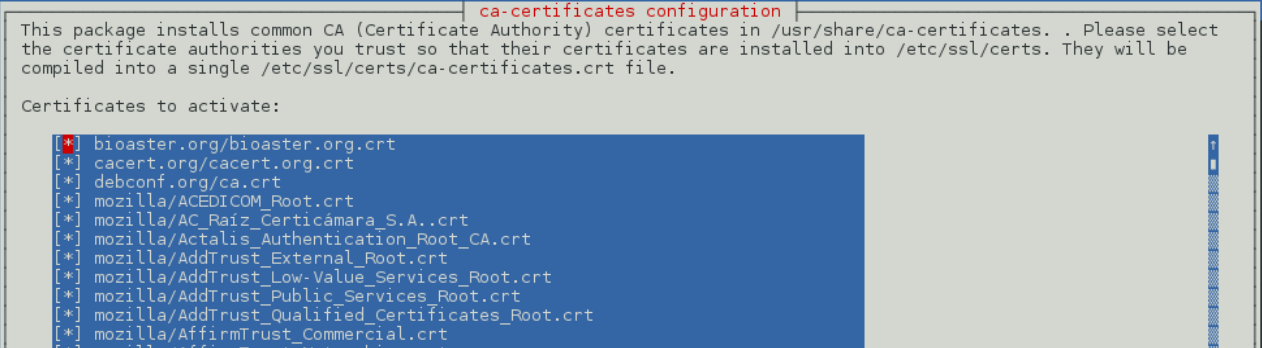 ca-certificates configuration
This package installs common CA (Certificate Authority) certificates in /usr/share/ca-certificates. . Please select
the certificate authorities you trust so that their certificates are installed into /etc/ssl/certs. They will be
compiled into a single /etc/ssl/certs/ca-certificates.crt file.
Certificates to activate:
[*] bioaster.org/bioaster.org.crt
[*] cacert.org/cacert.org.crt
[*] debconf.org/ca.crt
[*] mozilla/ACEDICOM_Root.crt
[*] mozilla/AC_Raíz_Certicámara_S.A..crt
[*] mozilla/Actalis_Authentication_Root_CA.crt
[*] mozilla/AddTrust_External_Root.crt
[*] mozilla/AddTrust_Low-Value_Services_Root.crt
[*] mozilla/AddTrust_Public_Services_Root.crt
[*] mozilla/AddTrust_Qualified_Certificates_Root.crt
[*] mozilla/AffirmTrust_Commercial.crt